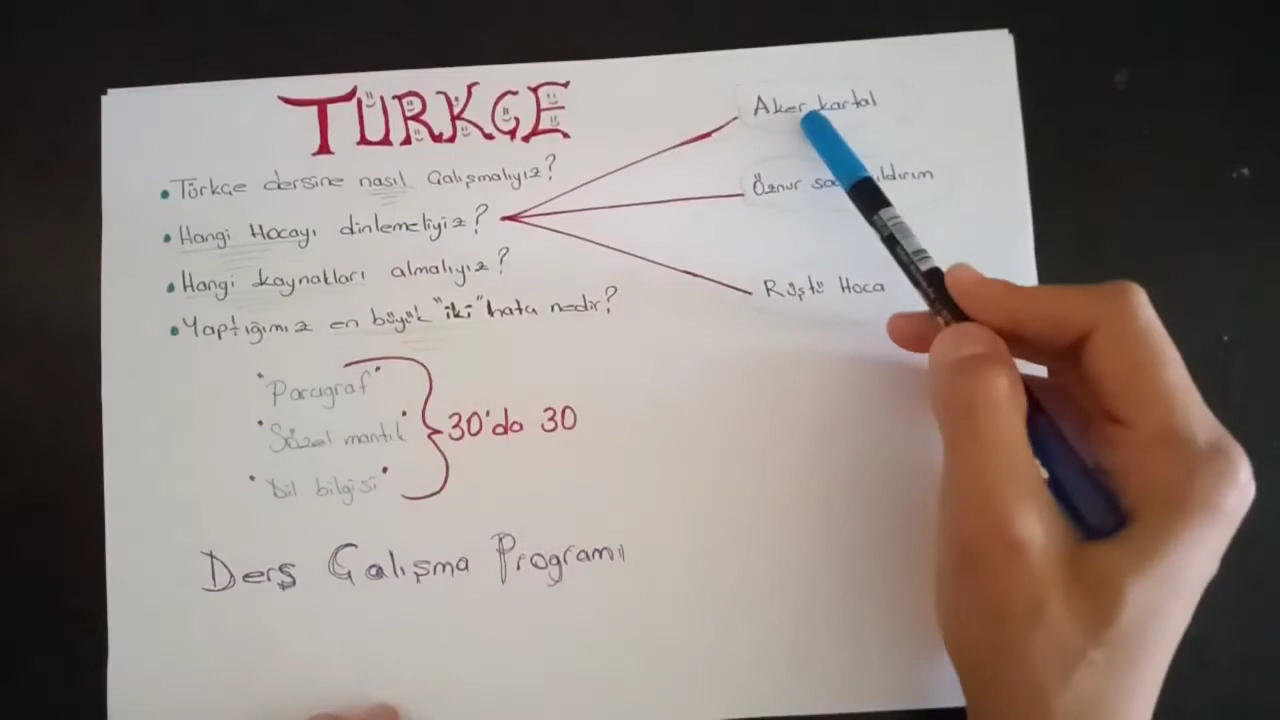 TÜRKÇE
• Türkçe dersine nasıl Çalışmalıyız?
• Hangi Hocayı dinlemeliyiz?
• Hangi kaynakları almalıyız?
• Yaptığımız en büyük "iki" hata nedir?
"Paragraf"
"Sözel mantık"
"Dil bilgisi"
30'da 30
Ders Çalışma Programı
Aker kartal
Öznur
Rüştü Hoca